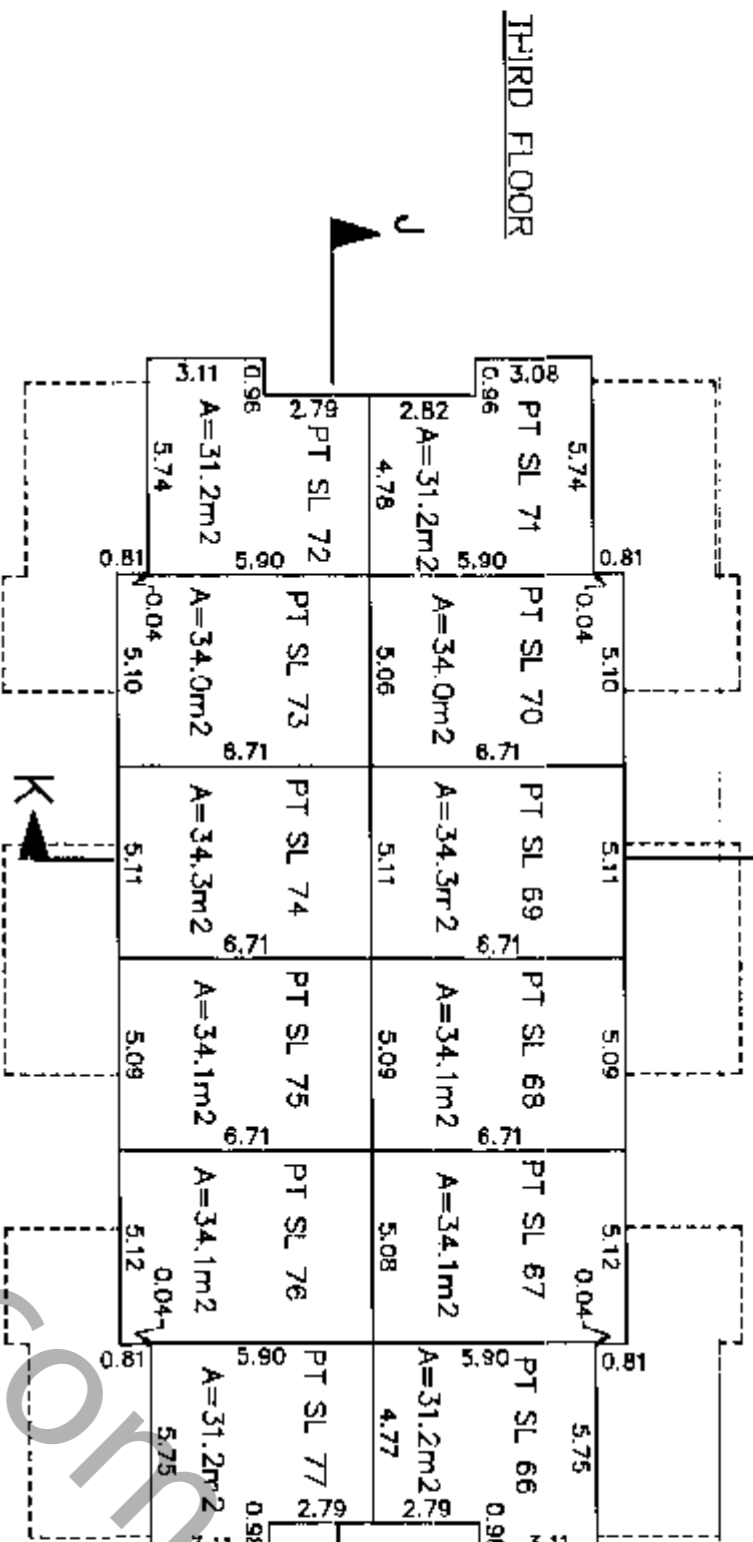 THIRD FLOOR
J
3.11
0.96
2.79
2.82
0.96
3.08
PT SL 71
A=31.2m2
5.74
PT SL 72
A=31.2m2
5.74
4.78
0.81
5.90
5.90
0.81
0.04
0.04
PT SL 70
A=34.0m2
5.10
PT SL 73
A=34.0m2
5.10
5.06
6.71
6.71
PT SL 69
A=34.3m2
5.11
PT SL 74
A=34.3m2
5.11
5.11
K
6.71
6.71
PT SL 68
A=34.1m2
5.09
PT SL 75
A=34.1m2
5.09
5.09
6.71
6.71
PT SL 67
A=34.1m2
5.12
PT SL 76
A=34.1m2
5.12
5.08
0.04
0.04
0.81
5.90
5.90
0.81
PT SL 66
A=31.2m2
5.75
PT SL 77
A=31.2m2
5.75
4.77
2.79
2.79
com